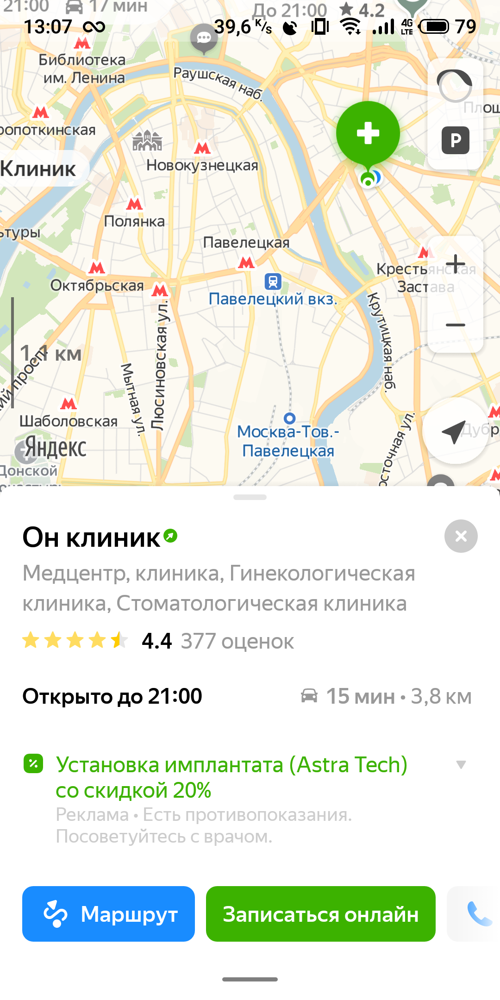 21:00 17 мин
До 21:00 4.2
13:07 39,6 K/s 4G LTE 79
Библиотека
им. Ленина
Раушская наб.
Площ
ропоткинская
P
Новокузнецкая
Клиник
Полянка
ьтуры
Павелецкая
Крестьянская
Застава
Октябрьская
Павелецкий вкз.
Крутицкая наб.
Люсиновская ул.
1,1 км
ий просп.
Мытная ул.
Шаболовская
Москва-Тов.-
Павелецкая
Дубр
осточная ул.
Яндекс
Донской
Он клиник
Медцентр, клиника, Гинекологическая
клиника, Стоматологическая клиника
4.4 377 оценок
Открыто до 21:00 15 мин • 3,8 км
Установка имплантата (Astra Tech)
со скидкой 20%
Реклама • Есть противопоказания.
Посоветуйтесь с врачом.
Маршрут
Записаться онлайн